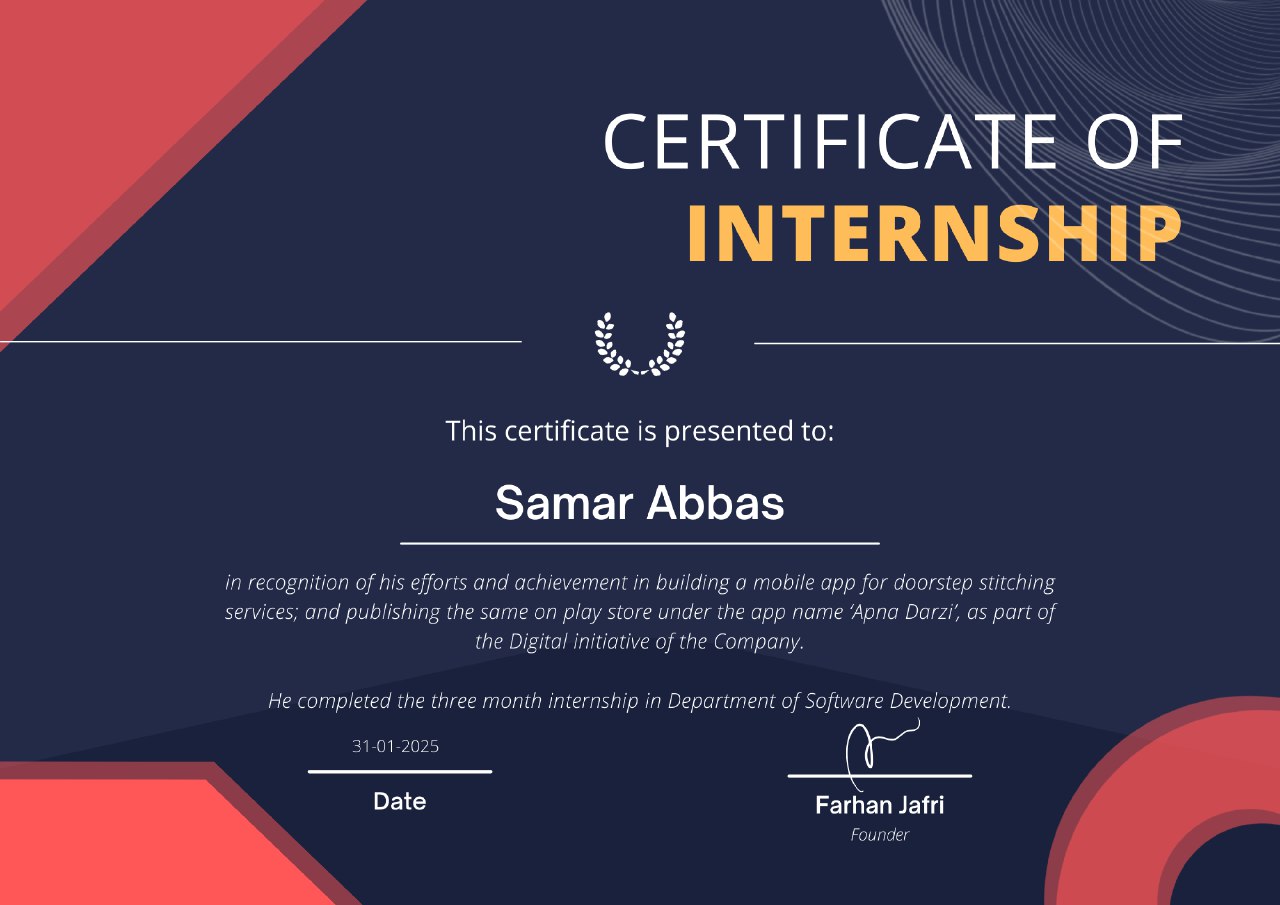 CERTIFICATE OF
INTERNSHIP
This certificate is presented to:
Samar Abbas
in recognition of his efforts and achievement in building a mobile app for doorstep stitching
services; and publishing the same on play store under the app name ‘Apna Darzi’, as part of
the Digital initiative of the Company.
He completed the three month internship in Department of Software Development.
31-01-2025
Date
Farhan Jafri
Founder